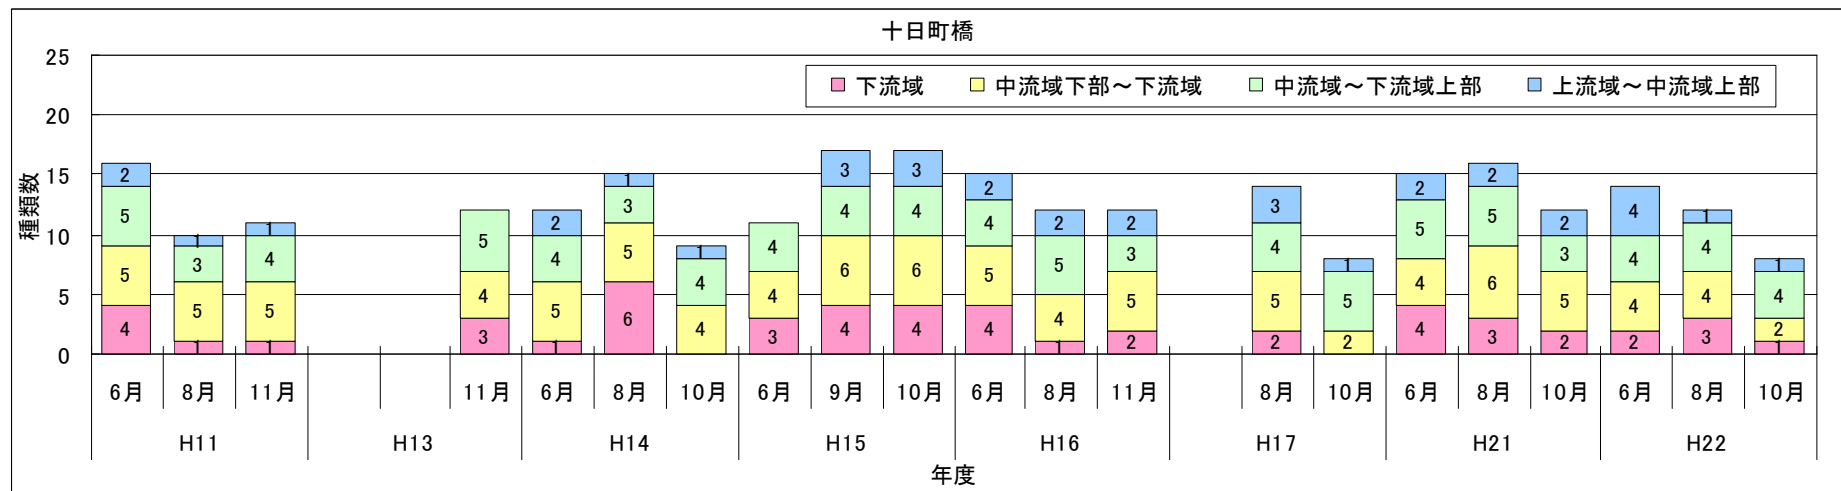 十日町橋
25
20
15
10
5
0
種類数
下流域 中流域下部～下流域 中流域～下流域上部 上流域～中流域上部
2 5 5 4
1 3 5 1
1 4 5 1
5 4 3
2 4 5 1
1 3 5 6
1 4 4
4 4 3
3 4 6 4
3 4 6 4
2 4 5 4
2 5 4 1
2 3 5 2
3 4 5 2
1 5 2
2 5 4 4
2 5 6 3
2 3 5 2
4 4 4 2
1 4 4 3
1 4 2 1
6月 8月 11月 11月 6月 8月 10月 6月 9月 10月 6月 8月 11月 8月 10月 6月 8月 10月 6月 8月 10月
H11 H13 H14 H15 H16 H17 H21 H22
年度